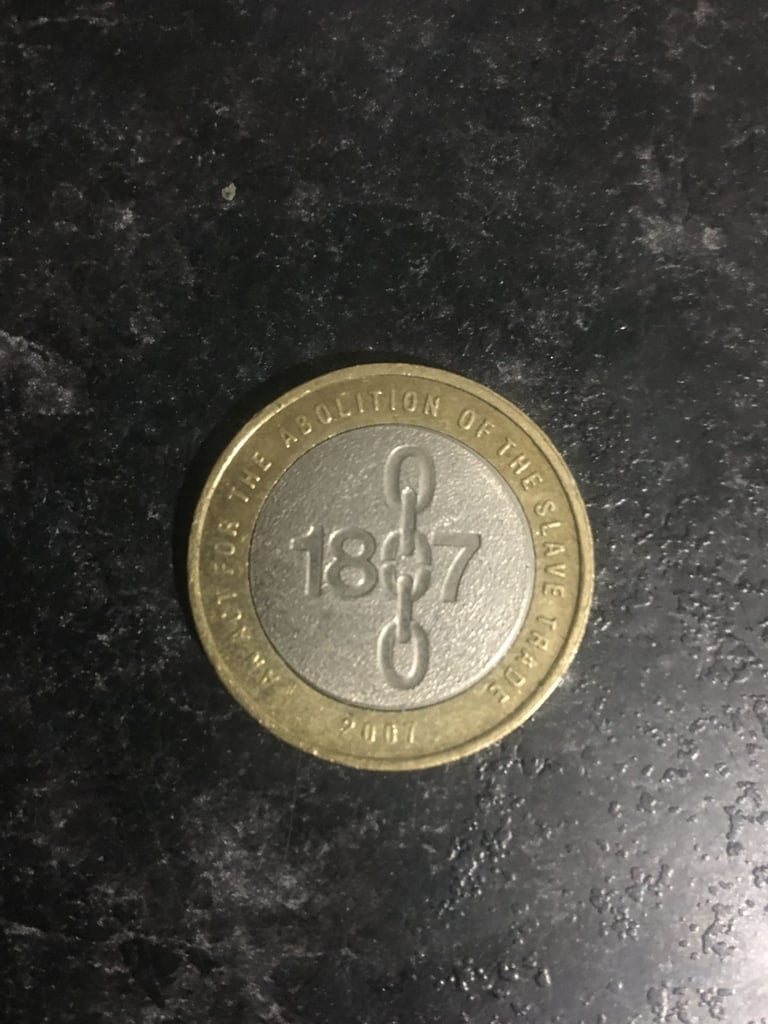 AN ACT FOR THE ABOLITION OF THE SLAVE TRADE
1807
2007